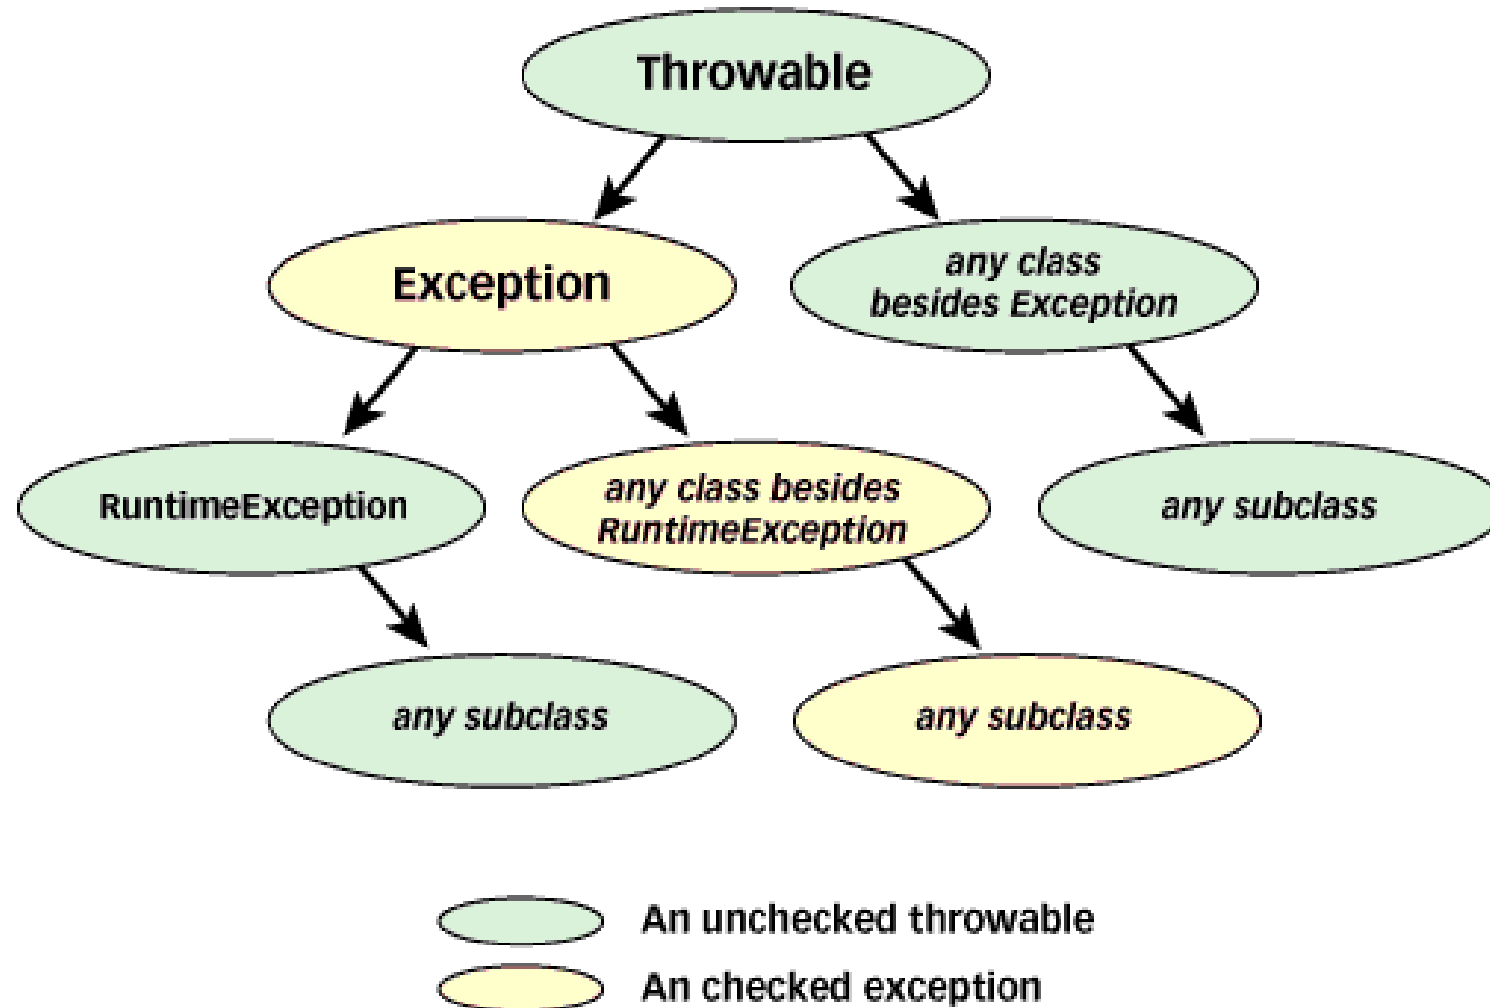 Throwable
Exception
any class
besides Exception
RuntimeException
any class besides
RuntimeException
any subclass
any subclass
any subclass
An unchecked throwable
An checked exception